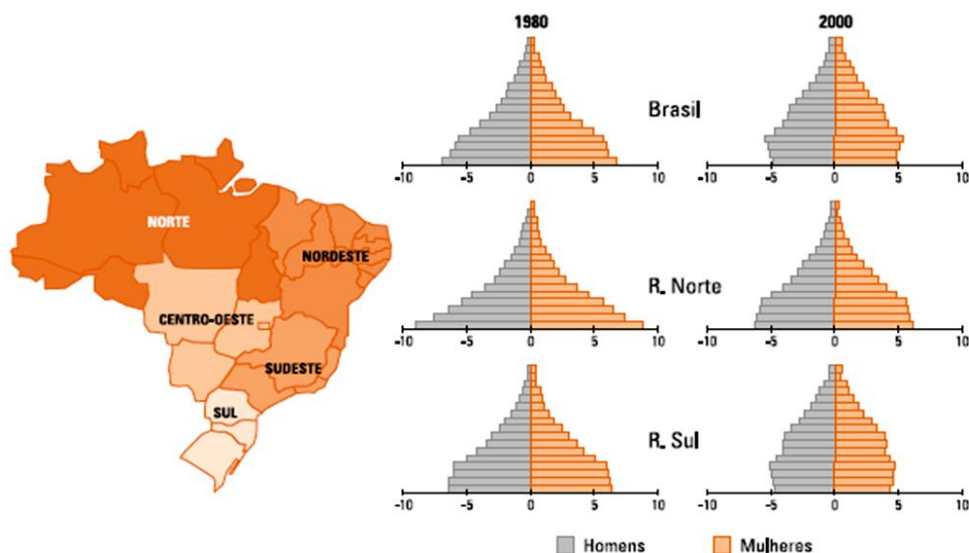 1980
2000
Brasil
-10 -5 0 5 10
-10 -5 0 5 10
NORTE
NORDESTE
CENTRO-OESTE
SUDESTE
SUL
R. Norte
-10 -5 0 5 10
-10 -5 0 5 10
R. Sul
-10 -5 0 5 10
-10 -5 0 5 10
Homens
Mulheres